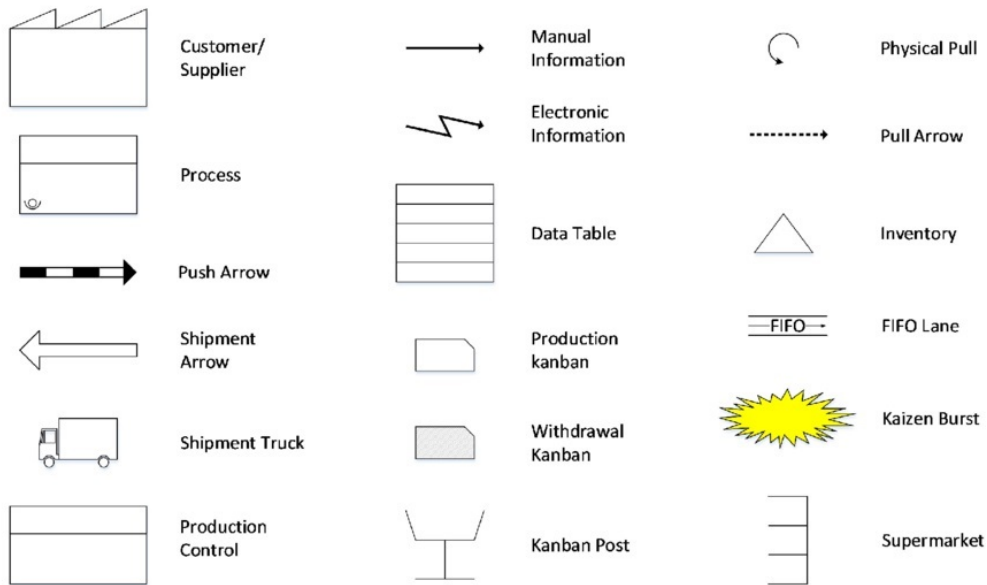 Customer/
Supplier
Process
Push Arrow
Shipment
Arrow
Shipment Truck
Production
Control
Manual
Information
Electronic
Information
Data Table
Production
kanban
Withdrawal
Kanban
Kanban Post
Physical Pull
Pull Arrow
Inventory
FIFO
FIFO Lane
Kaizen Burst
Supermarket